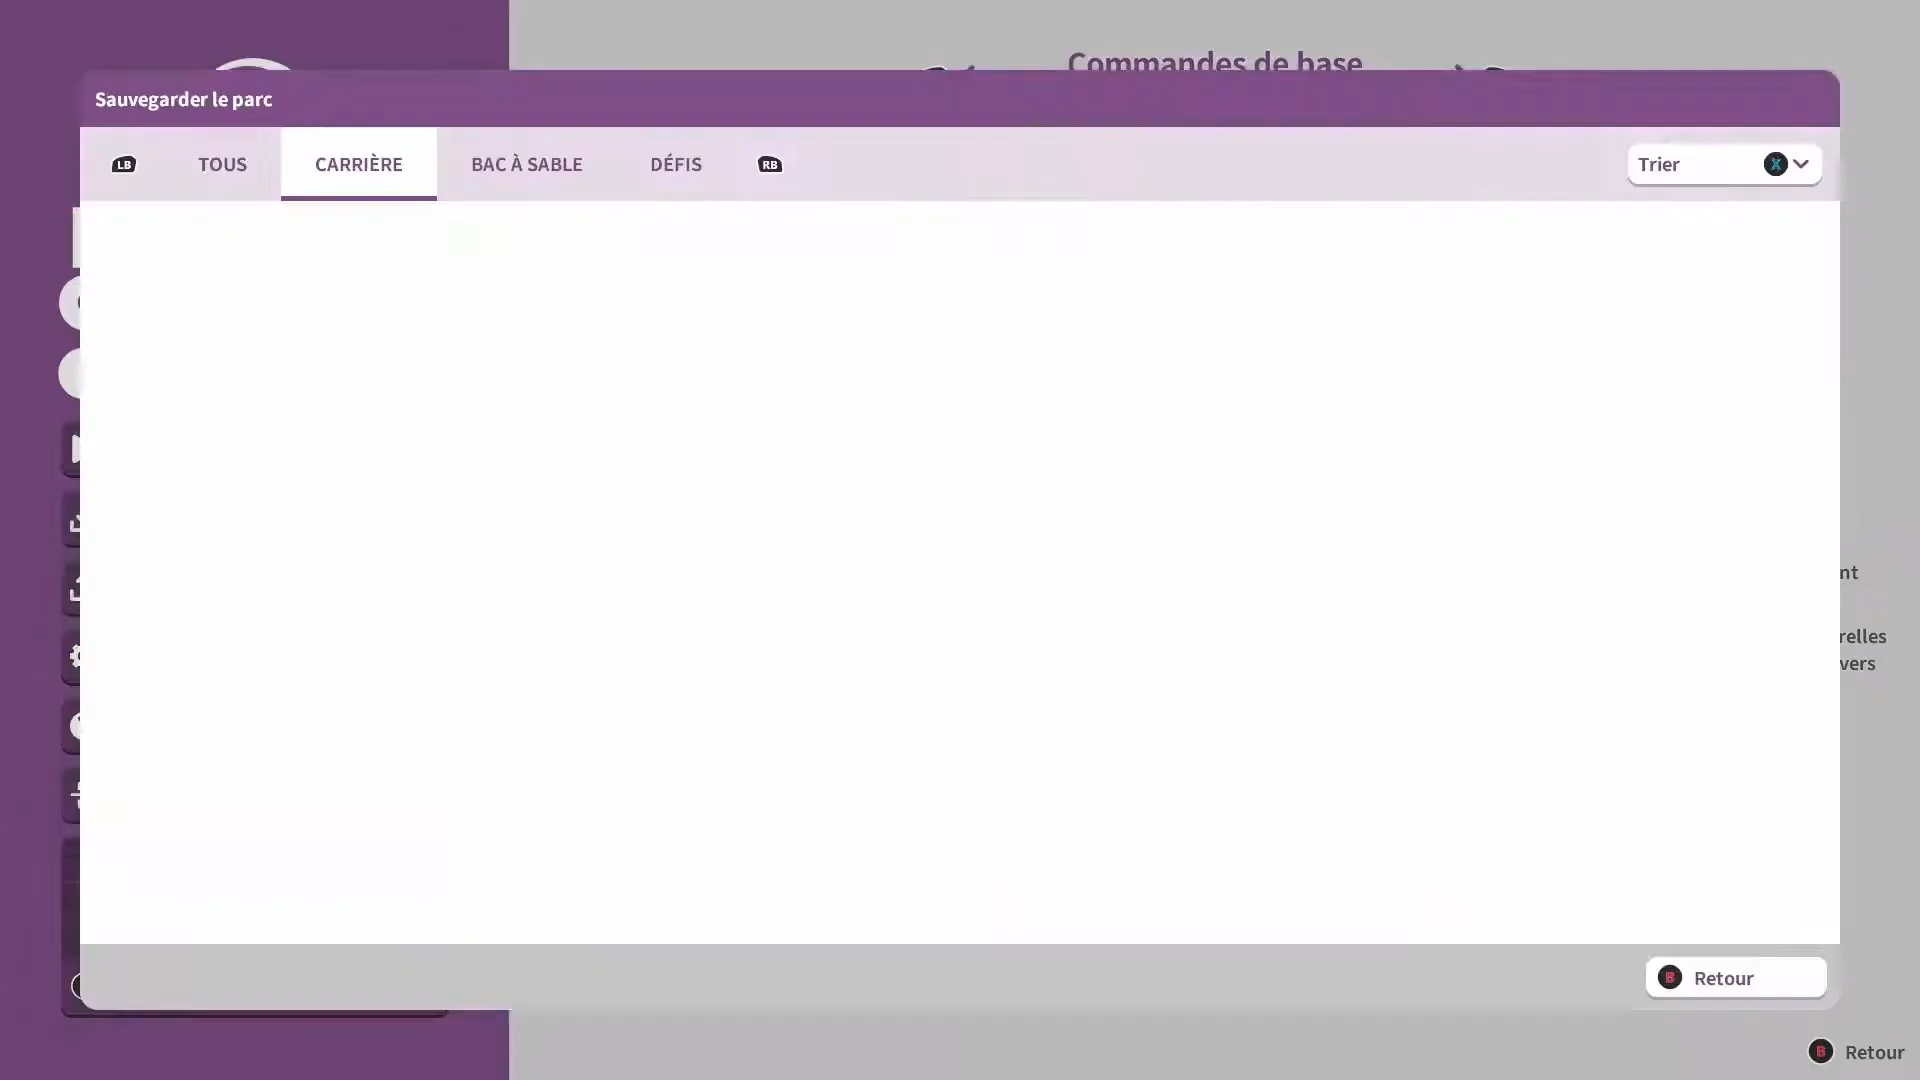 Commandes de base
Sauvegarder le parc
LB TOUS CARRIÈRE BAC À SABLE DÉFIS RB Trier X
nt
relles
vers
B Retour
B Retour